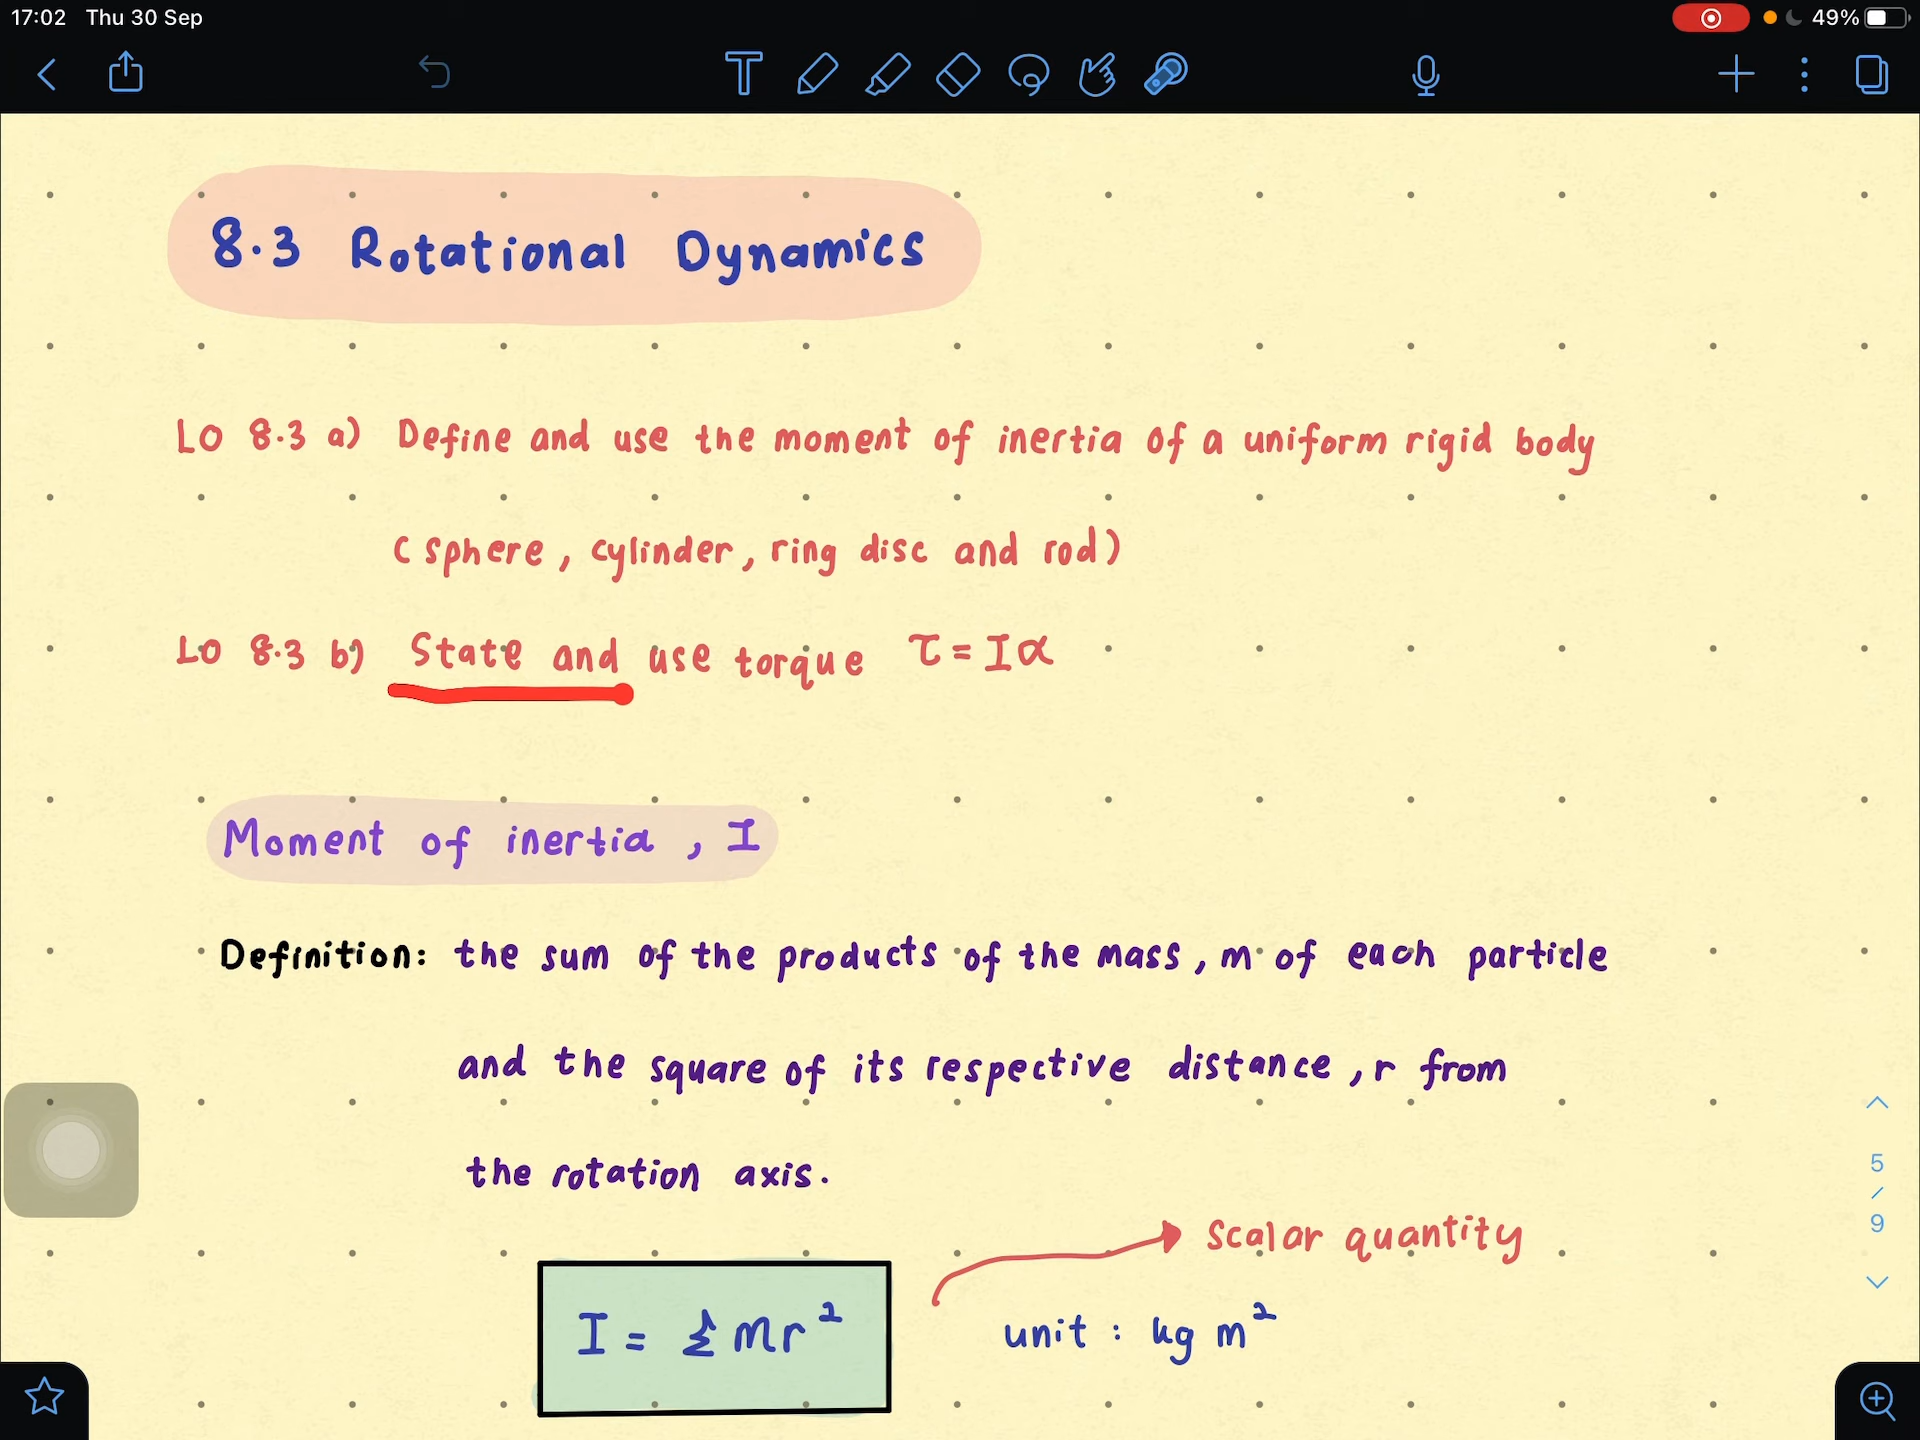 17:02 Thu 30 Sep
49%
T
8.3 Rotational Dynamics
LO 8.3 a) Define and use the moment of inertia of a uniform rigid body
( sphere, cylinder, ring disc and rod)
LO 8.3 b) State and use torque τ = Iα
Moment of inertia, I
Definition: the sum of the products of the mass, m of each particle
and the square of its respective distance, r from
the rotation axis.
scalar quantity
I = Σ mr²
unit : kg m²
5
/
9